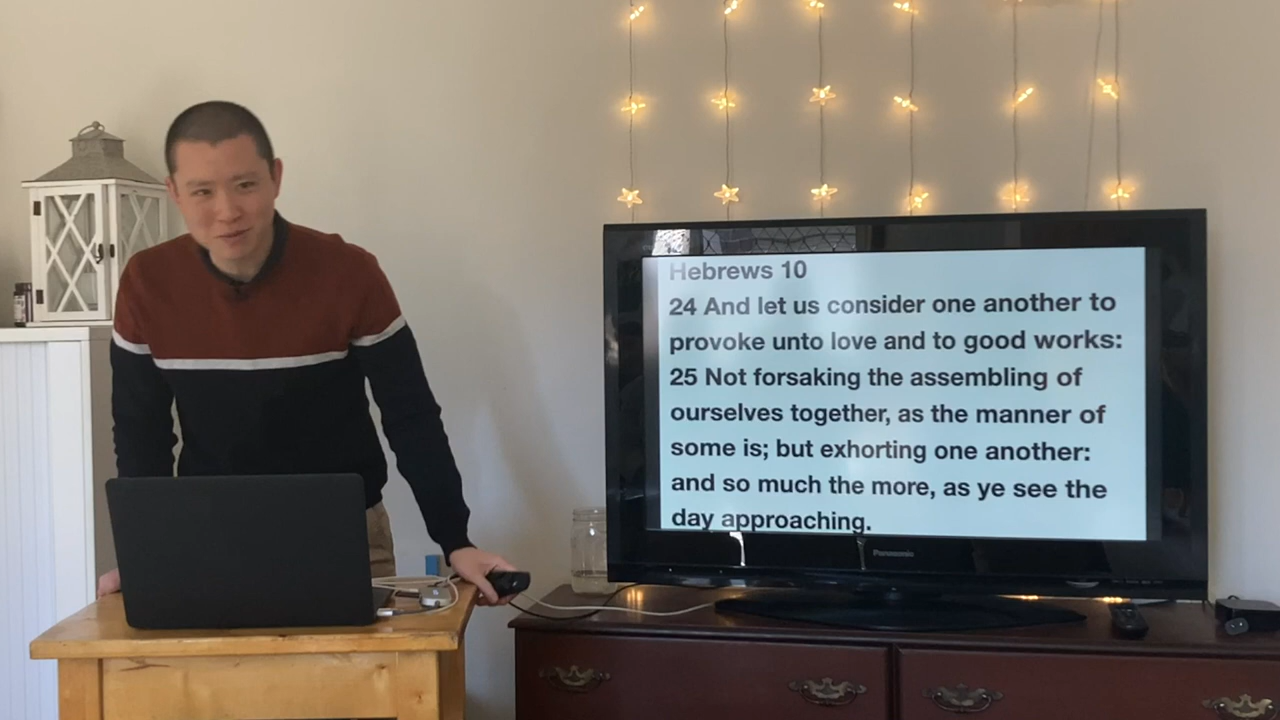 Hebrews 10
24 And let us consider one another to
provoke unto love and to good works:
25 Not forsaking the assembling of
ourselves together, as the manner of
some is; but exhorting one another:
and so much the more, as ye see the
day approaching.
Panasonic